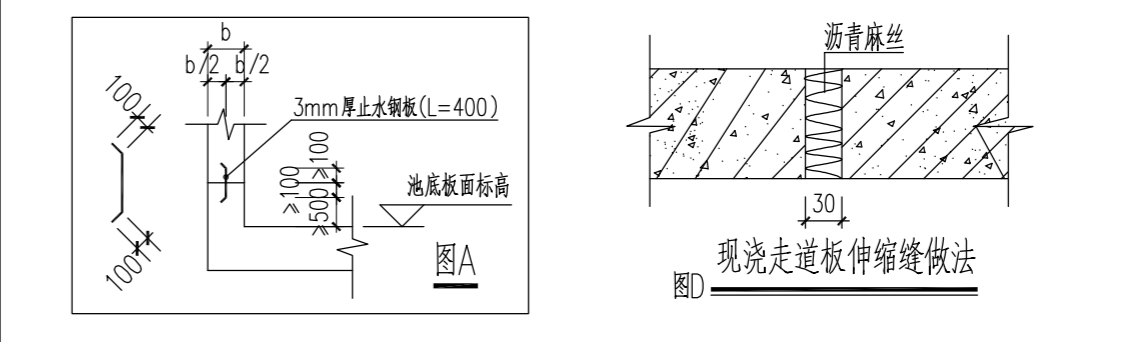 b
b/2 b/2
100
3mm厚止水钢板(L=400)
≥100
≥100
≥500
池底板面标高
100
图A
沥青麻丝
30
现浇走道板伸缩缝做法
图D